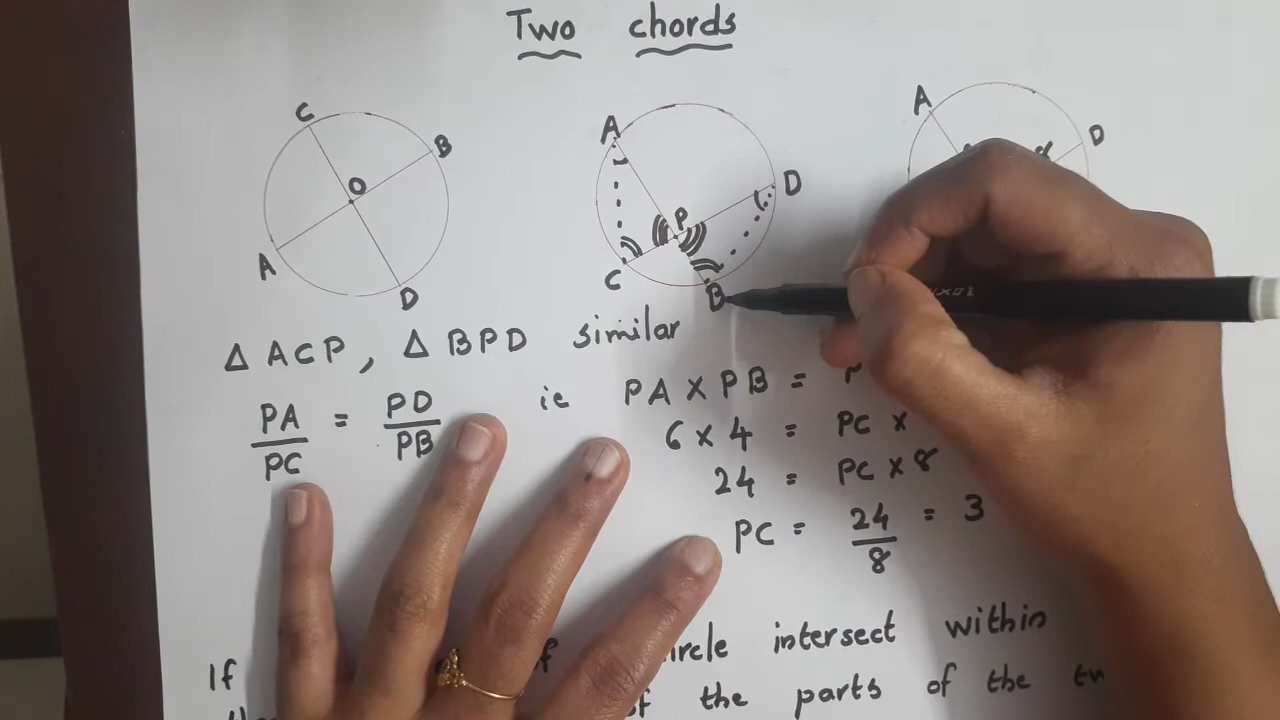 Two chords
C B O A D
A D P C B
A D
Δ ACP, Δ BPD similar
PA/PC = PD/PB ie PA × PB =
6 × 4 = PC ×
24 = PC × 8
PC = 24/8 = 3
If intersect within
of the parts of the